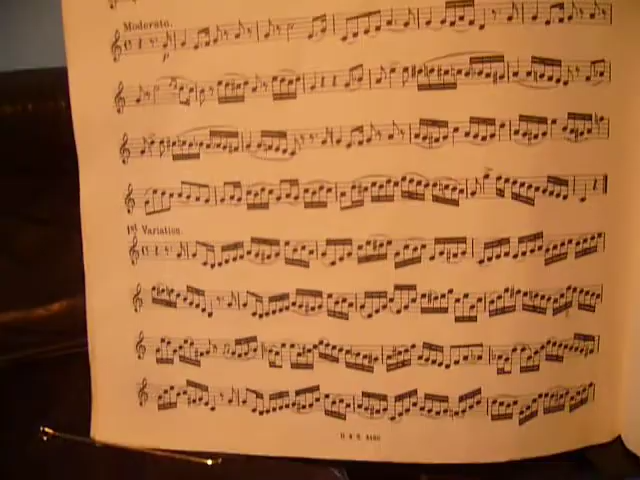 Moderato.
p
1st Variation.